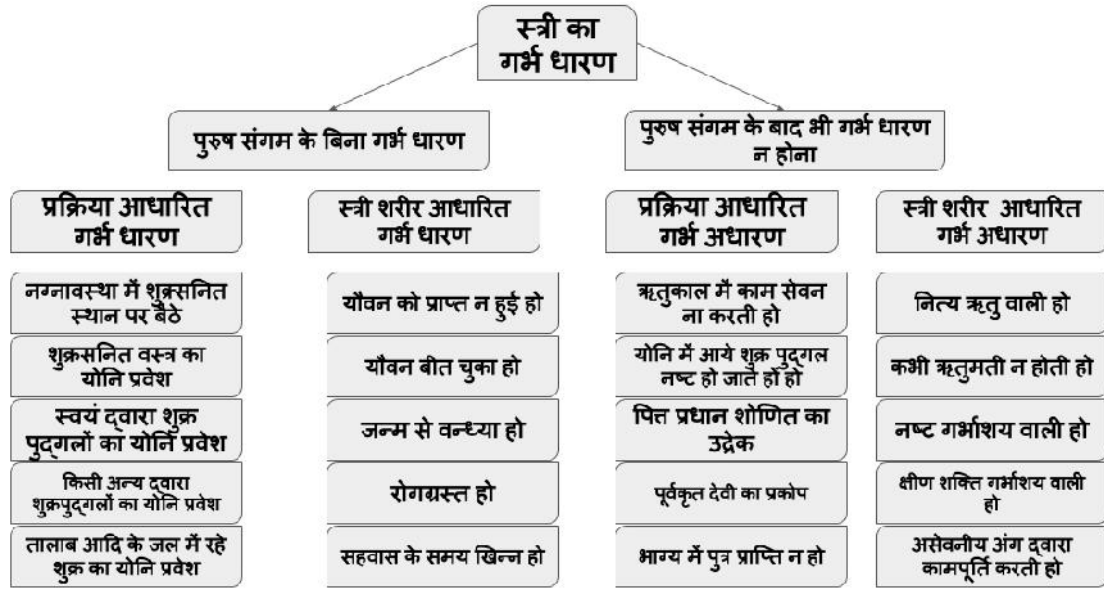 स्त्री का
गर्भ धारण
पुरुष संगम के बिना गर्भ धारण
पुरुष संगम के बाद भी गर्भ धारण
न होना
प्रक्रिया आधारित
गर्भ धारण
स्त्री शरीर आधारित
गर्भ धारण
प्रक्रिया आधारित
गर्भ अधारण
स्त्री शरीर आधारित
गर्भ अधारण
नग्नावस्था में शुक्रसनित
स्थान पर बैठे
यौवन को प्राप्त न हुई हो
ऋतुकाल में काम सेवन
ना करती हो
नित्य ऋतु वाली हो
शुक्रसनित वस्त्र का
योनि प्रवेश
यौवन बीत चुका हो
योनि में आये शुक्र पुद्गल
नष्ट हो जाते हों हो
कभी ऋतुमती न होती हो
स्वयं द्वारा शुक्र
पुद्गलों का योनि प्रवेश
जन्म से वन्ध्या हो
पित्त प्रधान शोणित का
उद्रेक
नष्ट गर्भाशय वाली हो
किसी अन्य द्वारा
शुक्रपुद्गलों का योनि प्रवेश
रोगग्रस्त हो
पूर्वकृत देवी का प्रकोप
क्षीण शक्ति गर्भाशय वाली
हो
तालाब आदि के जल में रहे
शुक्र का योनि प्रवेश
सहवास के समय खिन्न हो
भाग्य में पुत्र प्राप्ति न हो
असेवनीय अंग द्वारा
कामपूर्ति करती हो